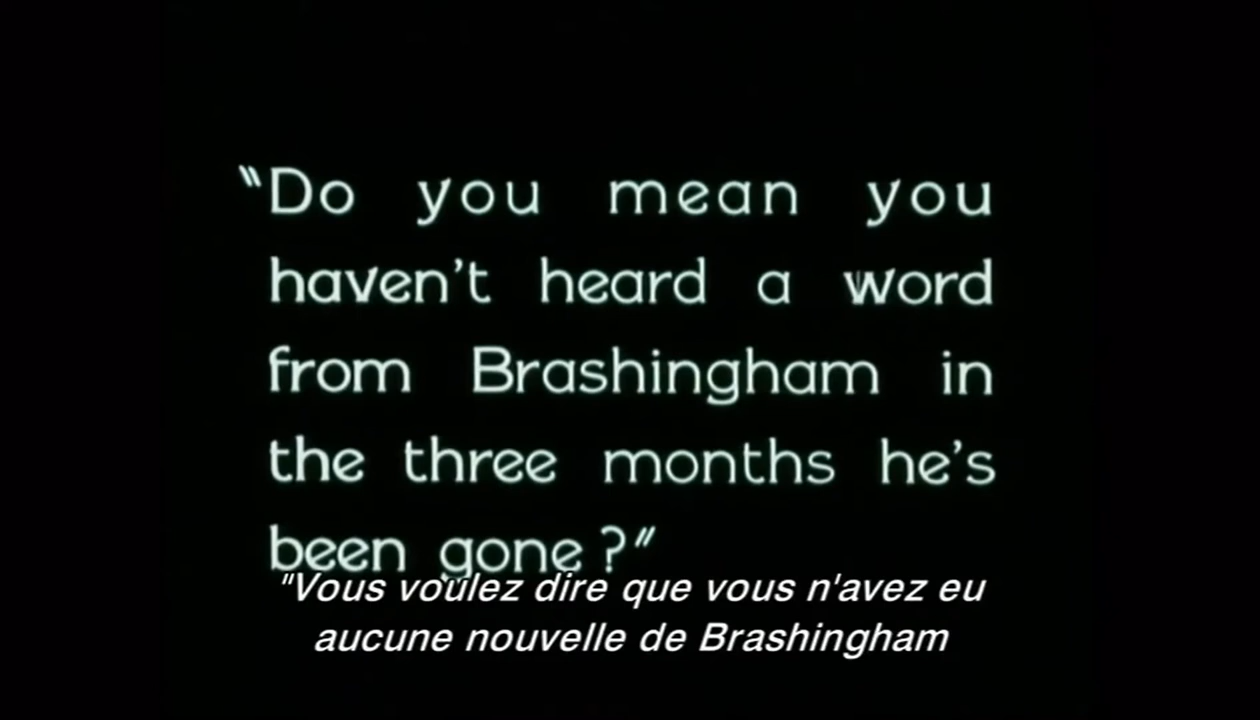 "Do you mean you
haven't heard a word
from Brashingham in
the three months he's
been gone?"
"Vous voulez dire que vous n'avez eu
aucune nouvelle de Brashingham